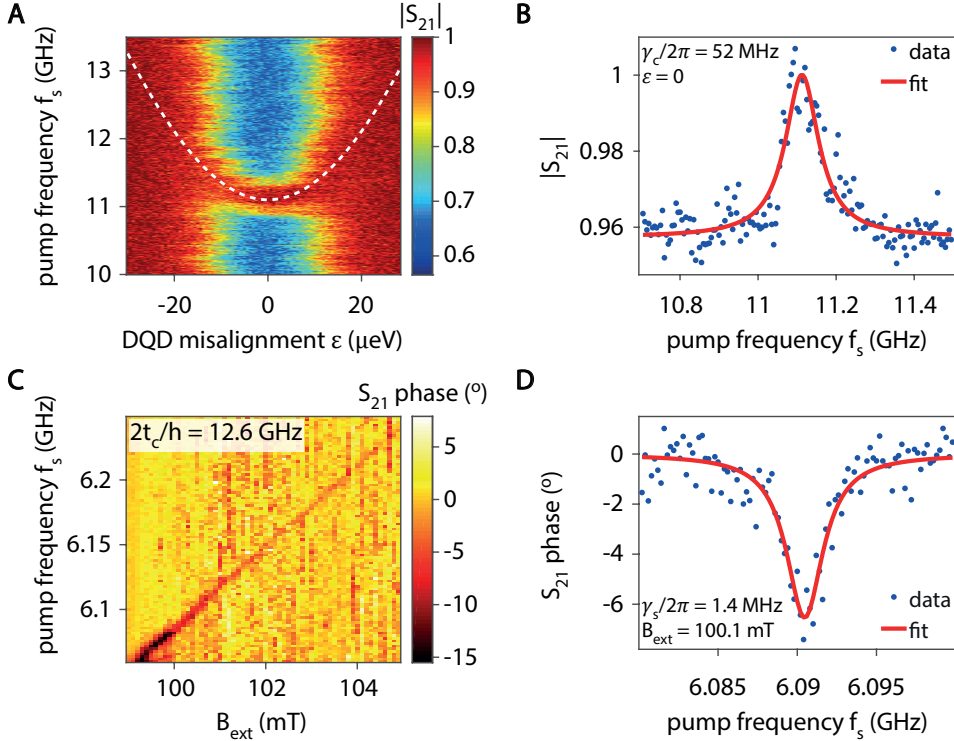 A
|S21|
pump frequency fs (GHz)
13
12
11
10
-20
0
20
DQD misalignment ε (µeV)
1
0.9
0.8
0.7
0.6
B
γc/2π = 52 MHz
ε = 0
data
fit
|S21|
1
0.98
0.96
10.8
11
11.2
11.4
pump frequency fs (GHz)
C
S21 phase (º)
2tc/h = 12.6 GHz
pump frequency fs (GHz)
6.2
6.15
6.1
100
102
104
Bext (mT)
5
0
-5
-10
-15
D
S21 phase (º)
0
-2
-4
-6
γs/2π = 1.4 MHz
Bext = 100.1 mT
data
fit
6.085
6.09
6.095
pump frequency fs (GHz)